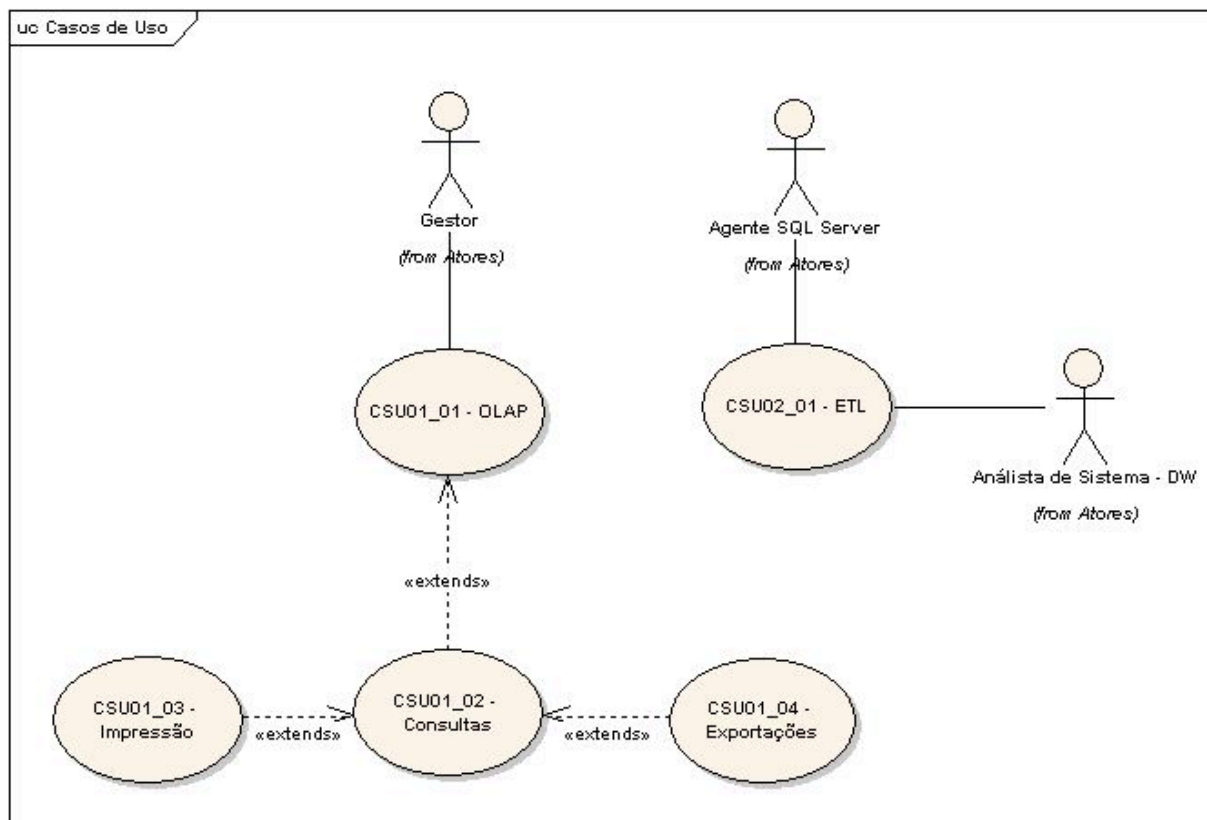 uc Casos de Uso
Gestor
(from Atores)
Agente SQL Server
(from Atores)
CSU01_01 - OLAP
CSU02_01 - ETL
Análista de Sistema - DW
(from Atores)
«extends»
CSU01_03 -
Impressão
«extends»
CSU01_02 -
Consultas
«extends»
CSU01_04 -
Exportações